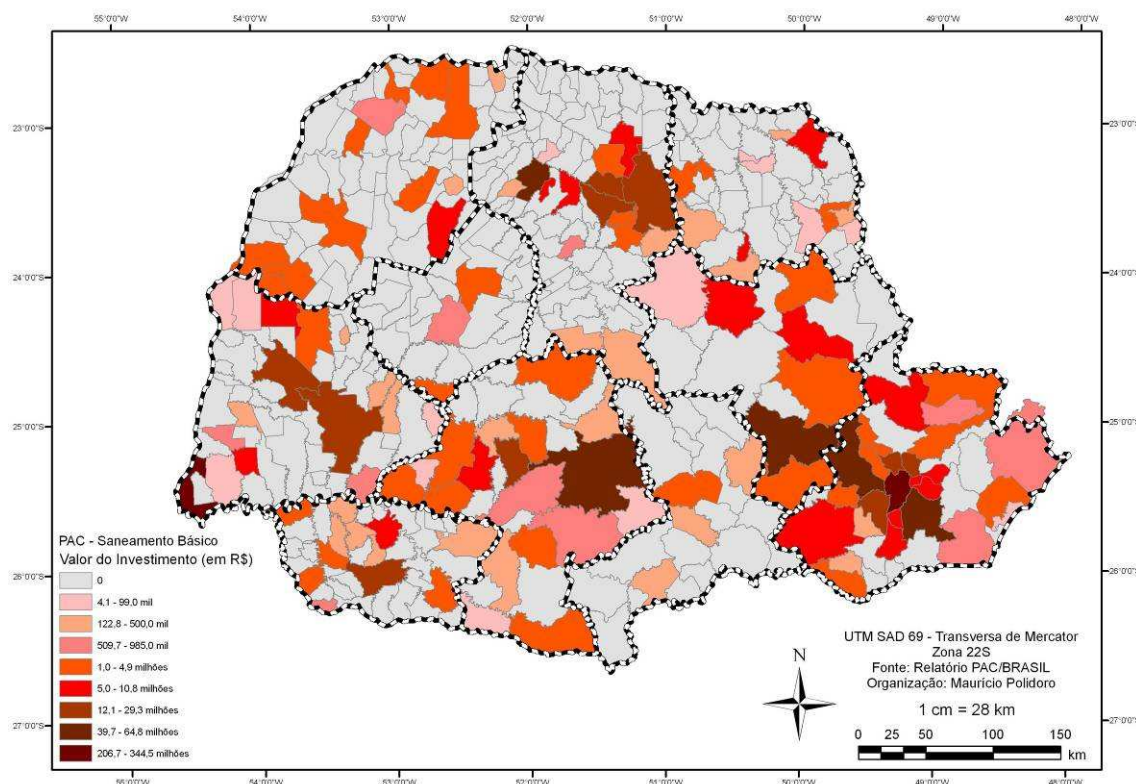 55°0'0"W 54°0'0"W 53°0'0"W 52°0'0"W 51°0'0"W 50°0'0"W 49°0'0"W 48°0'0"W
23°0'0"S 23°0'0"S
24°0'0"S 24°0'0"S
25°0'0"S 25°0'0"S
26°0'0"S 26°0'0"S
27°0'0"S 27°0'0"S
PAC - Saneamento Básico
Valor do Investimento (em R$)
0
4,1 - 99,0 mil
122,8 - 500,0 mil
509,7 - 985,0 mil
1,0 - 4,9 milhões
5,0 - 10,8 milhões
12,1 - 29,3 milhões
39,7 - 64,8 milhões
206,7 - 344,5 milhões
N
UTM SAD 69 - Transversa de Mercator
Zona 22S
Fonte: Relatório PAC/BRASIL
Organização: Maurício Polidoro
1 cm = 28 km
0 25 50 100 150
km
55°0'0"W 54°0'0"W 53°0'0"W 52°0'0"W 51°0'0"W 50°0'0"W 49°0'0"W 48°0'0"W